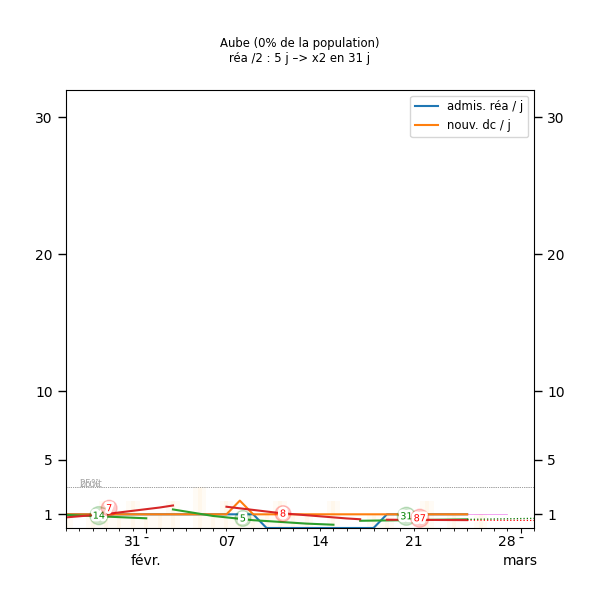 Aube (0% de la population)
réa /2 : 5 j –> x2 en 31 j
admis. réa / j
nouv. dc / j
30 30
20 20
10 10
5 5
1 1
7
14
5
8
31
87
31 - 07 14 21 28 -
févr. mars